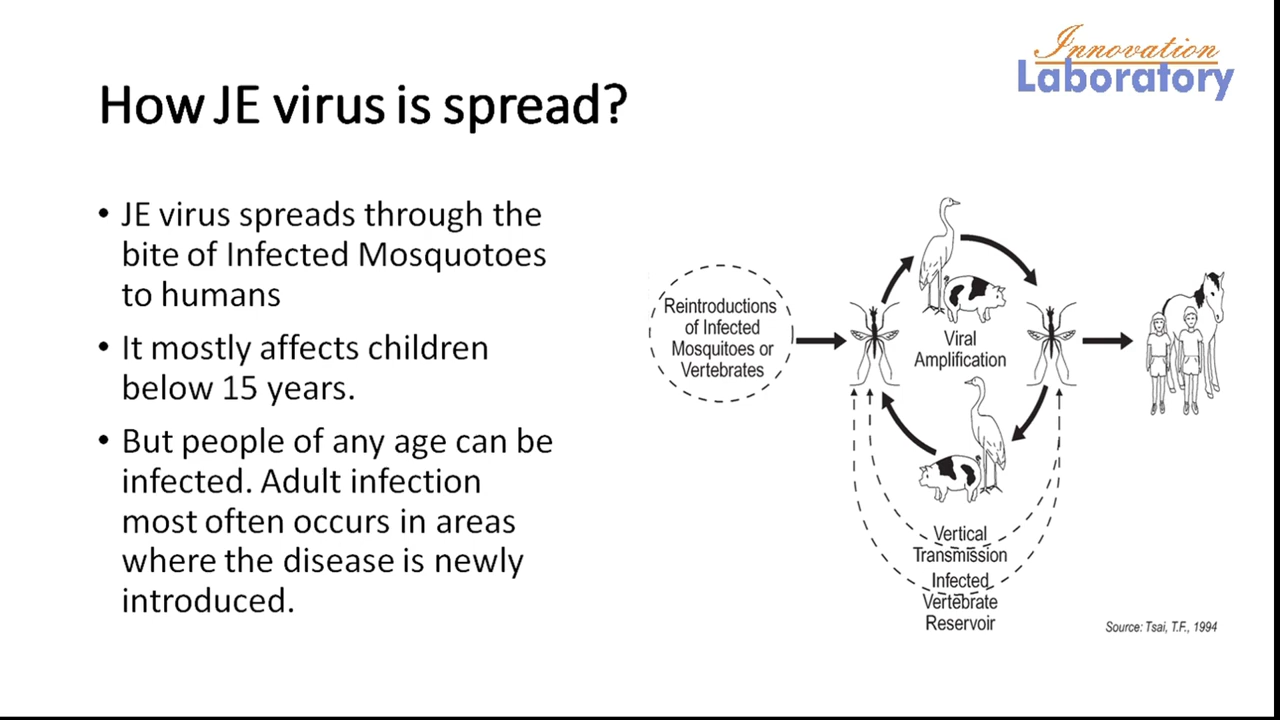 Innovation
Laboratory
How JE virus is spread?
• JE virus spreads through the
bite of Infected Mosquotoes
to humans
• It mostly affects children
below 15 years.
• But people of any age can be
infected. Adult infection
most often occurs in areas
where the disease is newly
introduced.
Reintroductions
of Infected
Mosquitoes or
Vertebrates
Viral
Amplification
Vertical
Transmission
Infected
Vertebrate
Reservoir
Source: Tsai, T.F., 1994